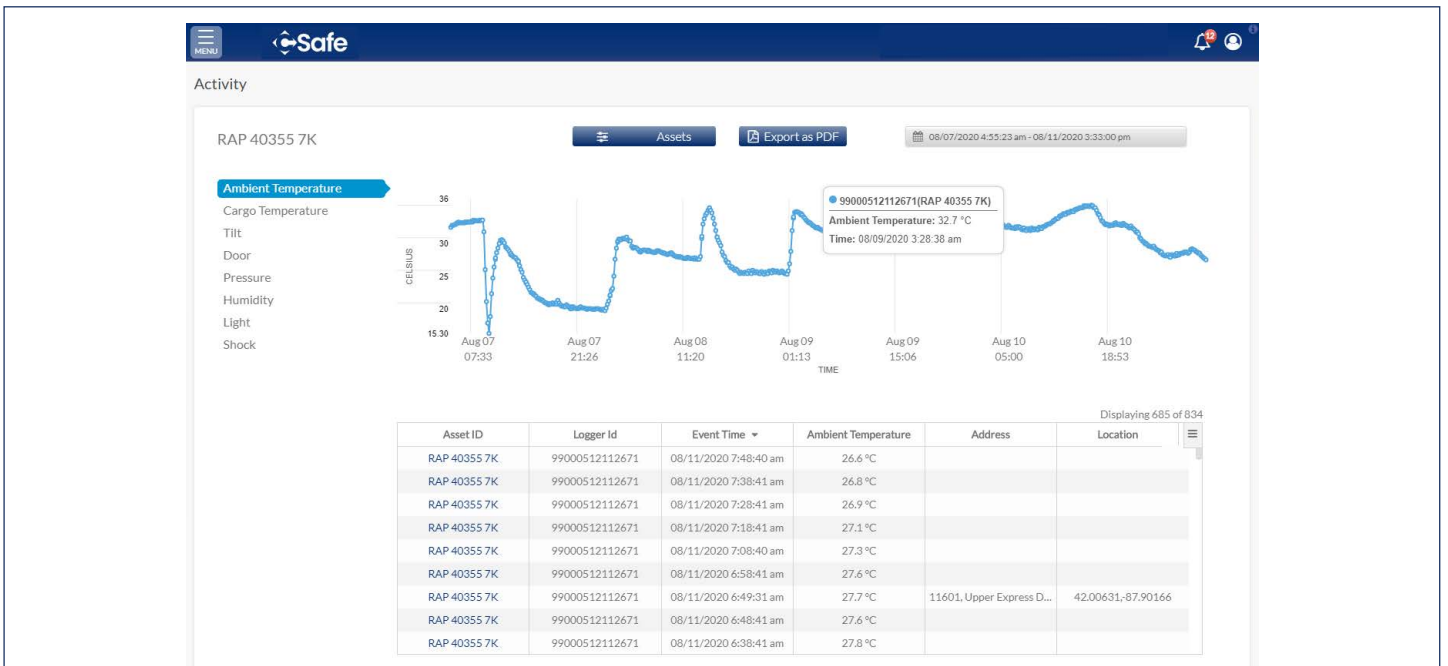 MENU
Safe
12
Activity
RAP 40355 7K
Assets
Export as PDF
08/07/2020 4:55:23 am - 08/11/2020 3:33:00 pm
Ambient Temperature
Cargo Temperature
Tilt
Door
Pressure
Humidity
Light
Shock
CELSIUS
36
30
25
20
15.30
99000512112671(RAP 40355 7K)
Ambient Temperature: 32.7 °C
Time: 08/09/2020 3:28:38 am
Aug 07 Aug 07 Aug 08 Aug 09 Aug 09 Aug 10 Aug 10
07:33 21:26 11:20 01:13 15:06 05:00 18:53
TIME
Displaying 685 of 834
Asset ID Logger Id Event Time Ambient Temperature Address Location
RAP 40355 7K 99000512112671 08/11/2020 7:48:40 am 26.6 °C
RAP 40355 7K 99000512112671 08/11/2020 7:38:41 am 26.8 °C
RAP 40355 7K 99000512112671 08/11/2020 7:28:41 am 26.9 °C
RAP 40355 7K 99000512112671 08/11/2020 7:18:41 am 27.1 °C
RAP 40355 7K 99000512112671 08/11/2020 7:08:40 am 27.3 °C
RAP 40355 7K 99000512112671 08/11/2020 6:58:41 am 27.6 °C
RAP 40355 7K 99000512112671 08/11/2020 6:49:31 am 27.7 °C 11601, Upper Express D... 42.00631,-87.90166
RAP 40355 7K 99000512112671 08/11/2020 6:48:41 am 27.6 °C
RAP 40355 7K 99000512112671 08/11/2020 6:38:41 am 27.8 °C